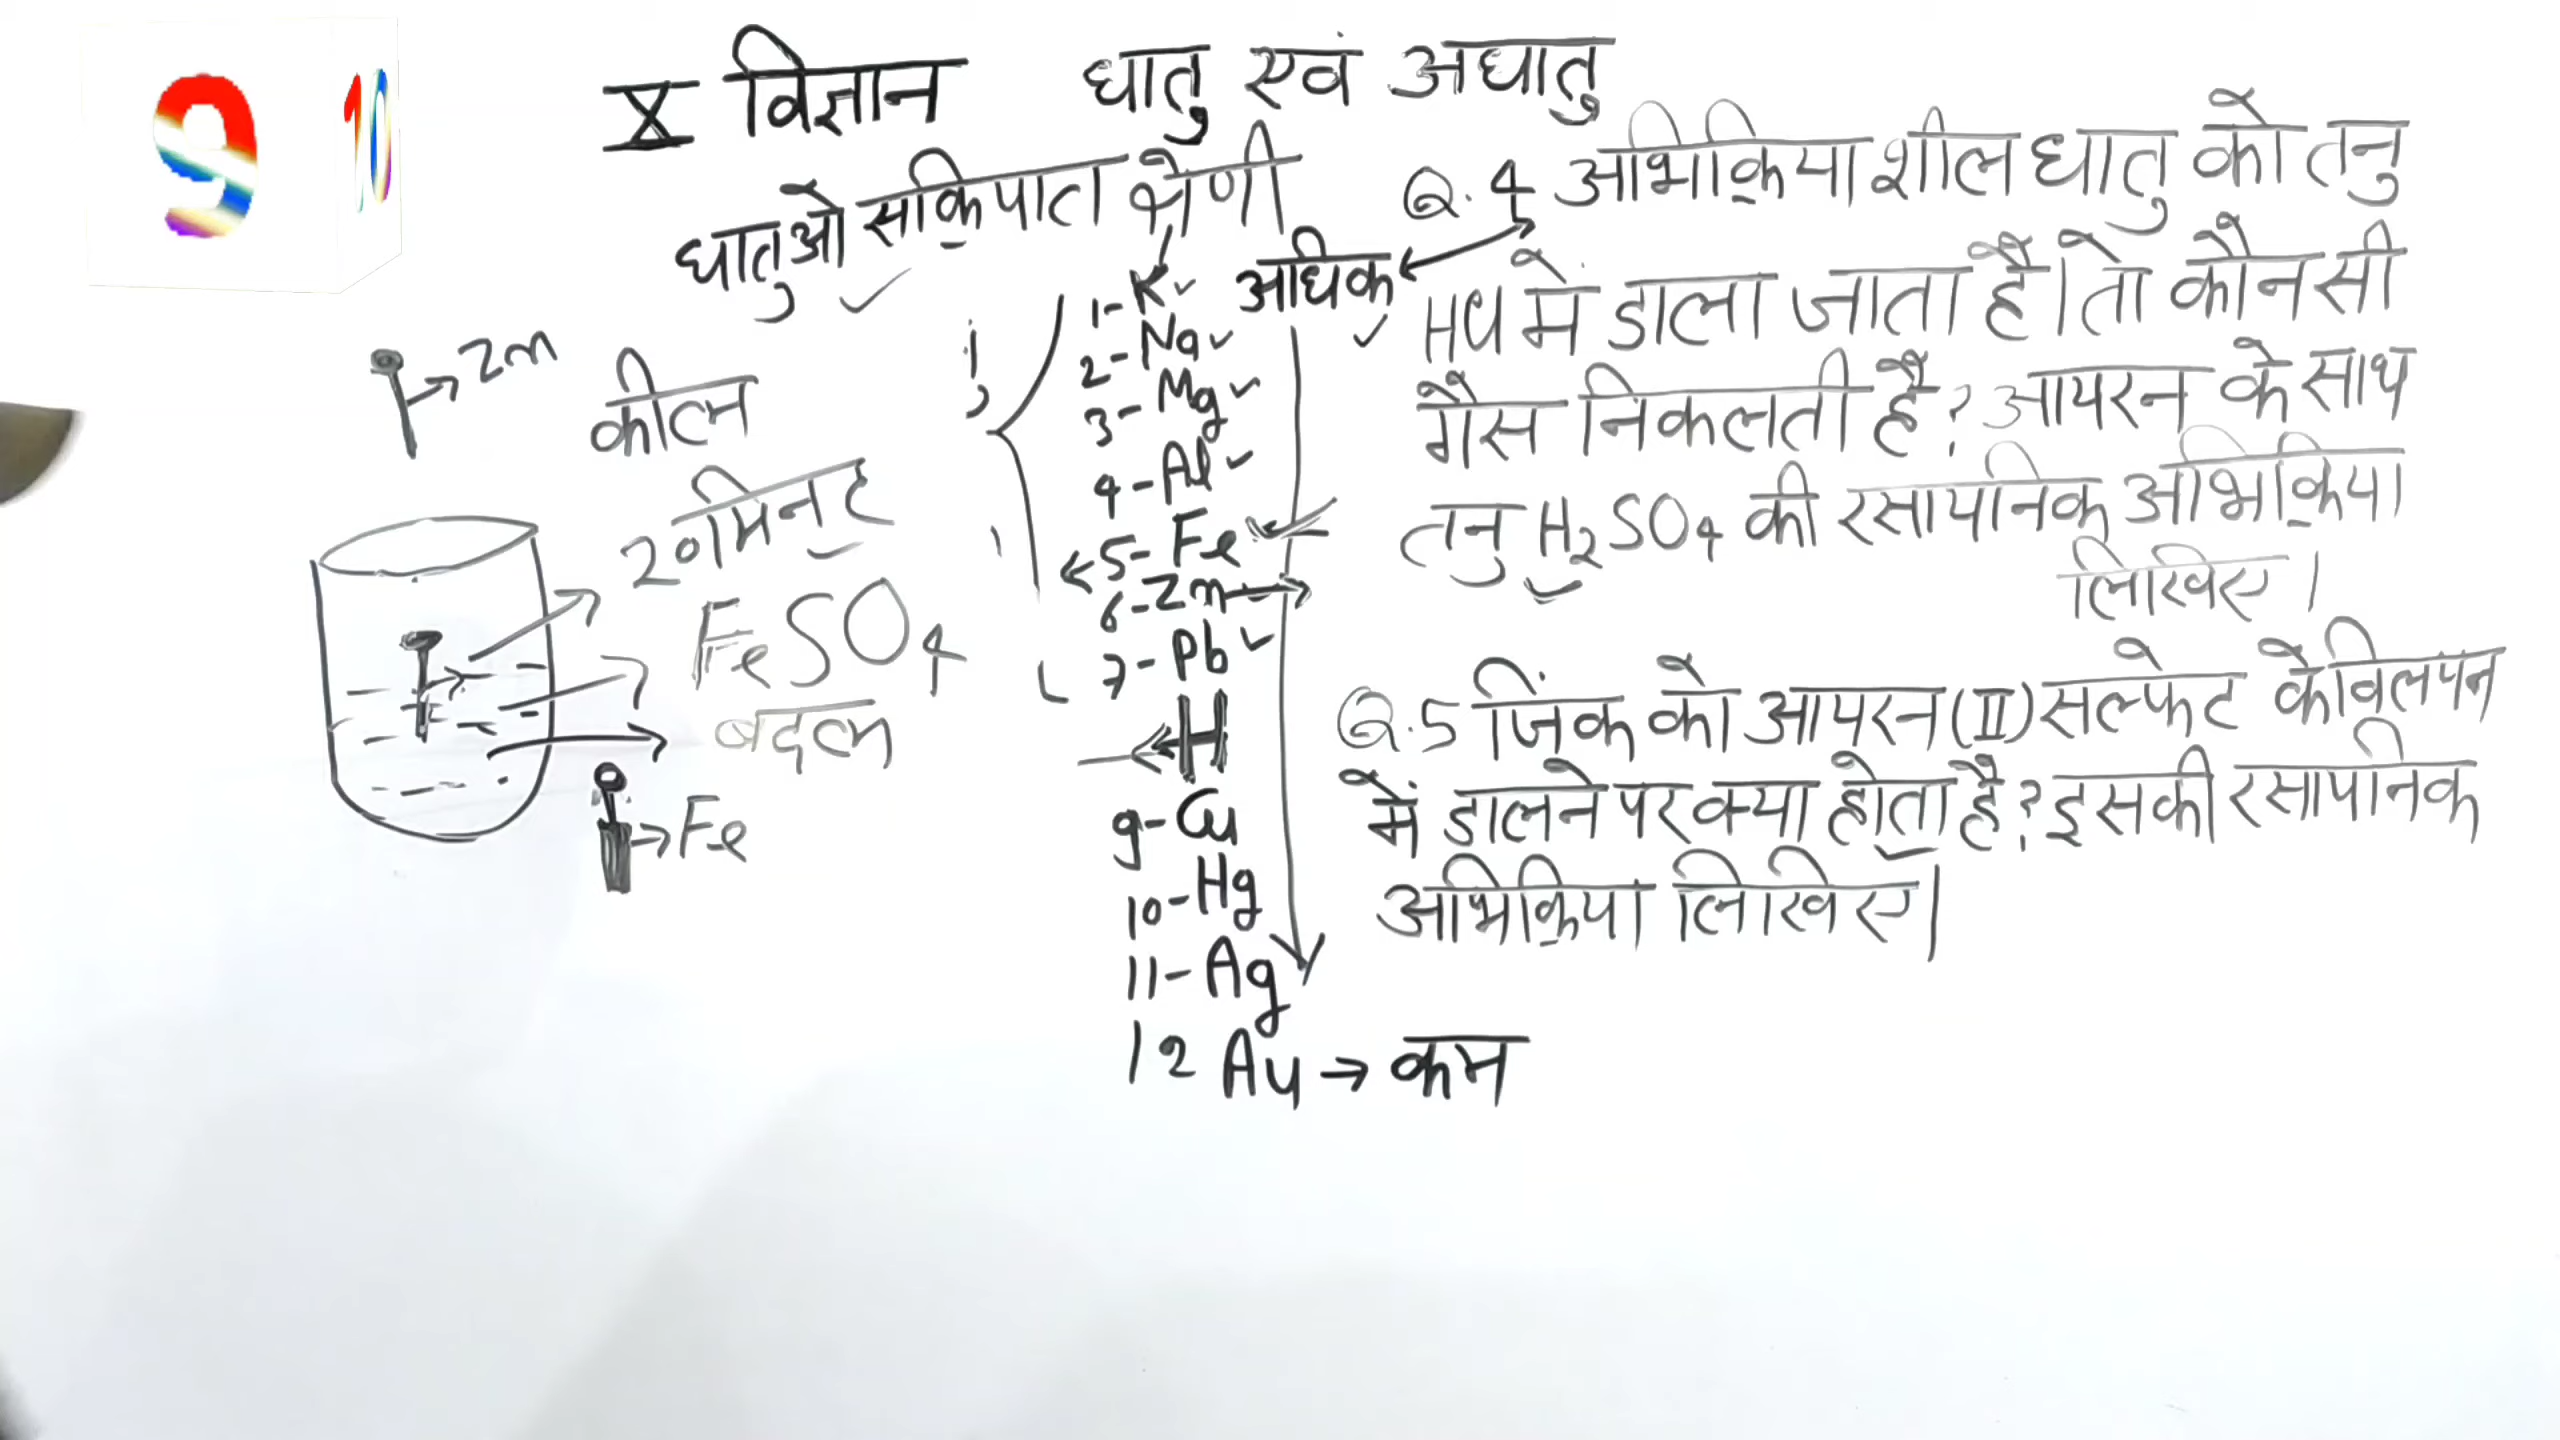 9 10
X विज्ञान धातु एवं अधातु
धातुओ सक्रियता श्रेणी
1- K अधिक
2- Na
3- Mg
4- Al
5- Fe
6- Zn
7- Pb
H
9- Cu
10- Hg
11- Ag
12 Au → कम
Zn
कील
20 मिनट
FeSO4
बदल
Fe
Q.4 अभिक्रियाशील धातु को तनु
HCl में डाला जाता है। तो कौन सी
गैस निकलती है? आयरन के साथ
तनु H2SO4 की रसायनिक अभिक्रिया
लिखिए।
Q.5 जिंक को आयरन (II) सल्फेट के विलयन
में डालने पर क्या होता है? इसकी रसायनिक
अभिक्रिया लिखिए।